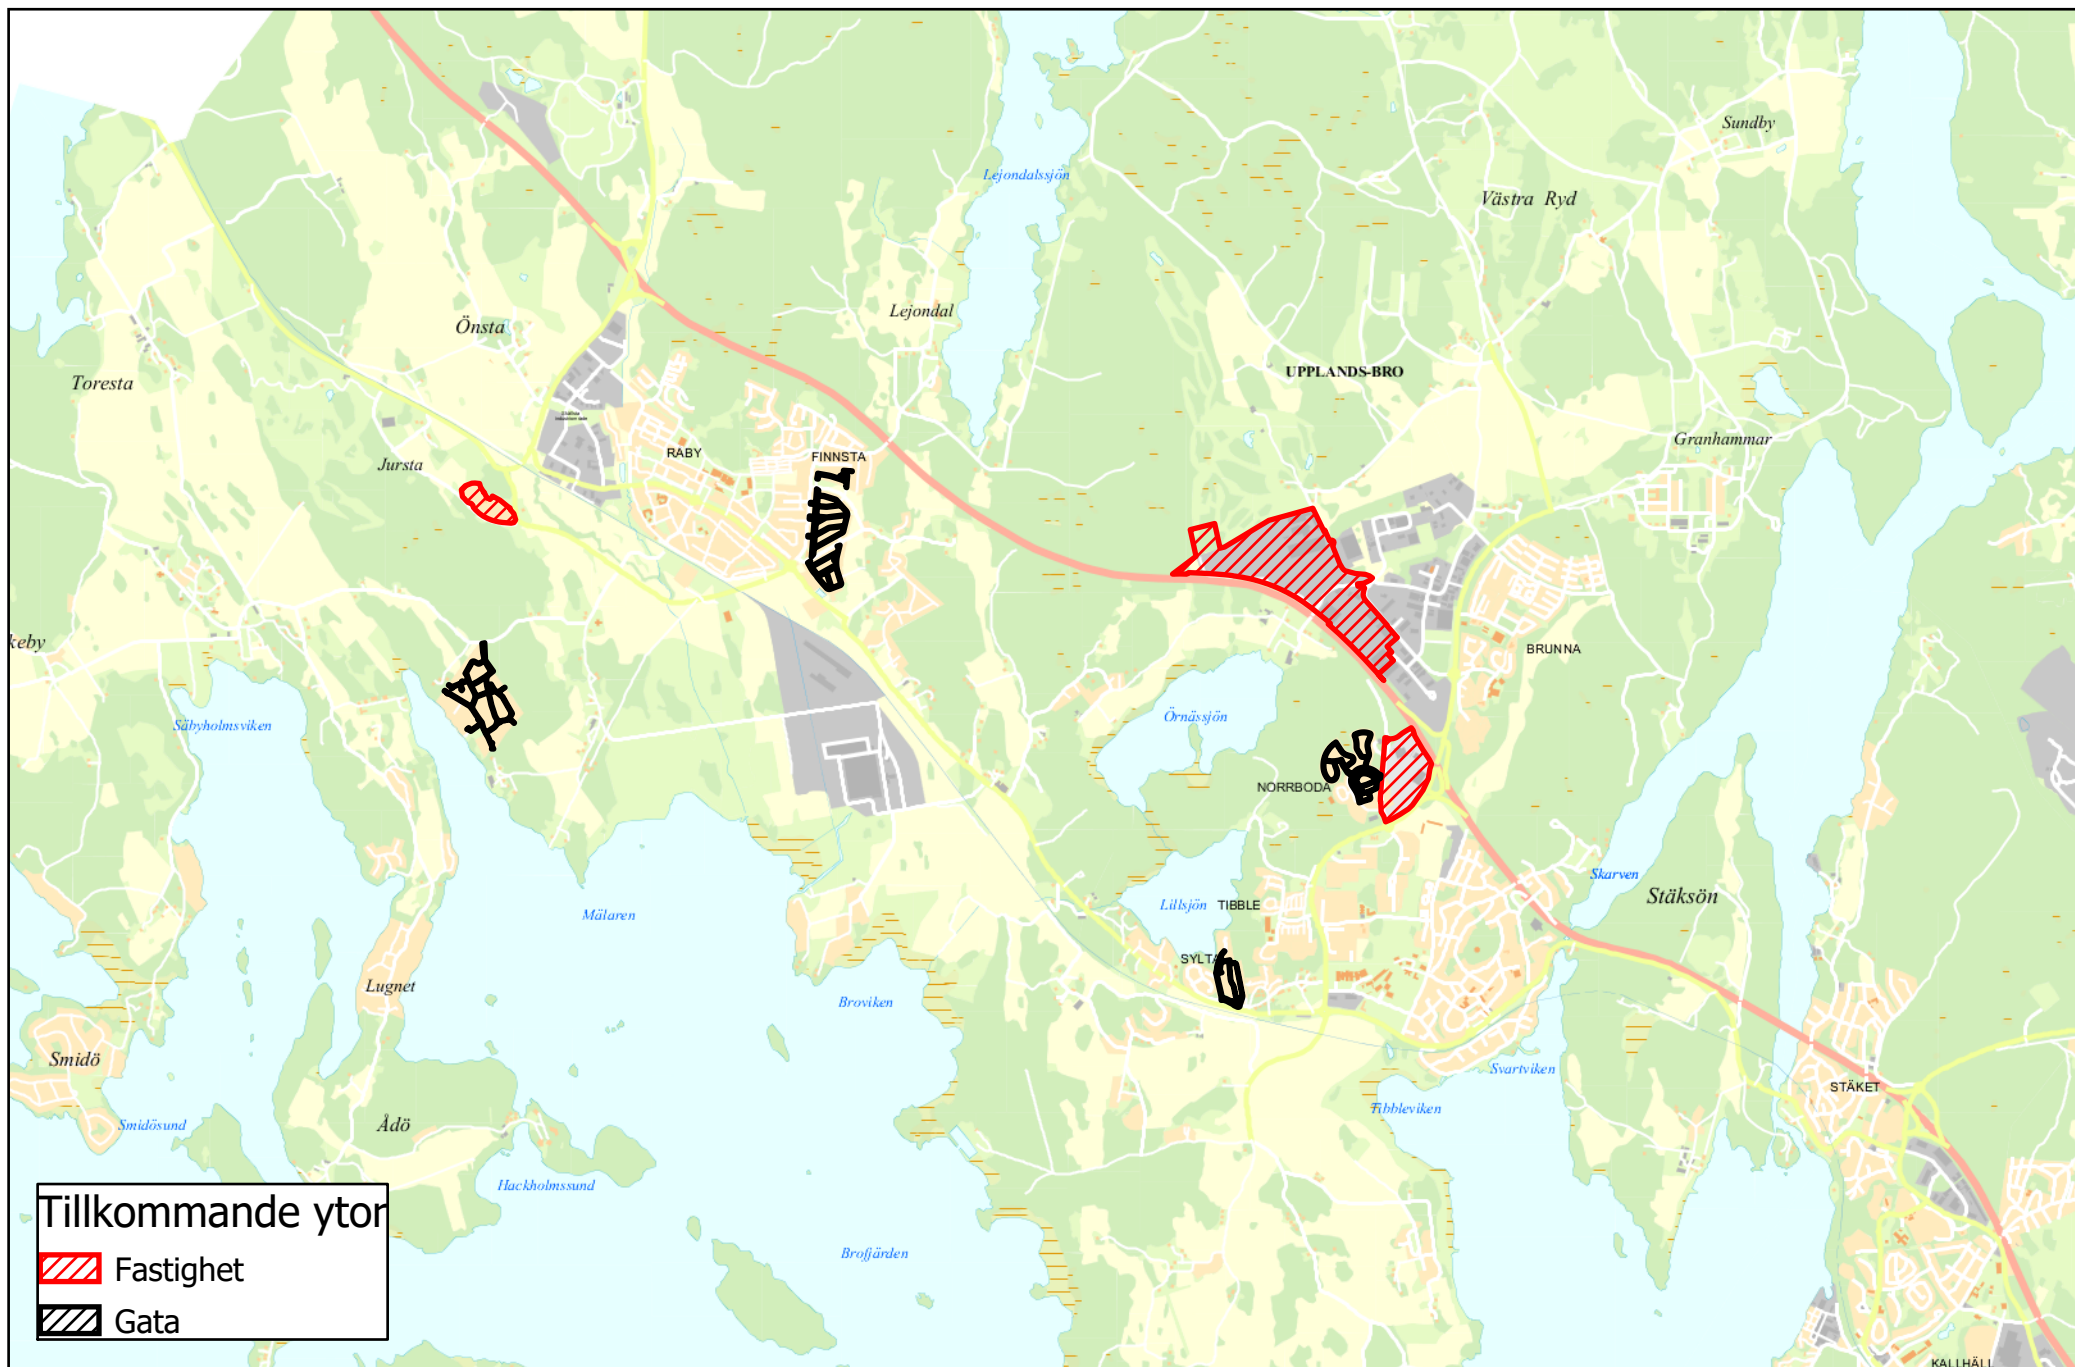 Sundby
Lejondalssjön
Västra Ryd
Lejondal
Önsta
UPPLANDS-BRO
Toresta
Granhammar
RÅBY
FINNSTA
Jursta
keby
BRUNNA
Säbyholmsviken
Örnässjön
NORRBODA
Skarven
Stäksön
Mälaren
Lillsjön
TIBBLE
SYLTA
Lugnet
Broviken
Smidö
Svartviken
STÄKET
Tibbleviken
Smidösund
Ådö
Hackholmssund
Brofjärden
KALLHÄLL
Tillkommande ytor
Fastighet
Gata